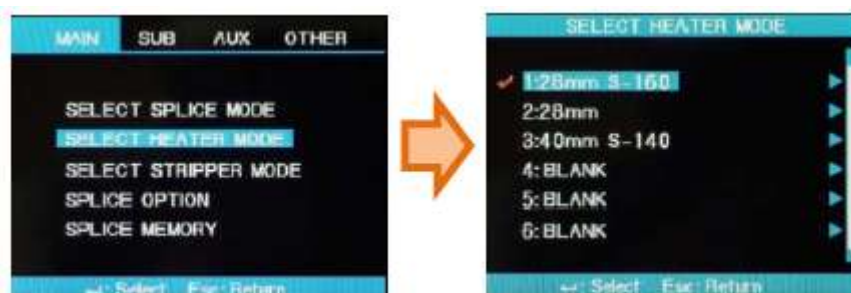 MAIN SUB AUX OTHER
SELECT SPLICE MODE
SELECT HEATER MODE
SELECT STRIPPER MODE
SPLICE OPTION
SPLICE MEMORY
↵: Select Esc: Return
SELECT HEATER MODE
1:28mm S-160
2:28mm
3:40mm S-140
4:BLANK
5:BLANK
6:BLANK
↵: Select Esc: Return